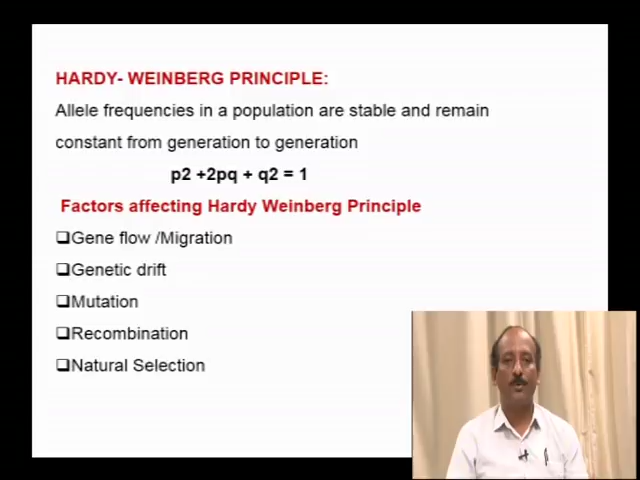 HARDY- WEINBERG PRINCIPLE:
Allele frequencies in a population are stable and remain
constant from generation to generation
p2 +2pq + q2 = 1
Factors affecting Hardy Weinberg Principle
❑Gene flow /Migration
❑Genetic drift
❑Mutation
❑Recombination
❑Natural Selection